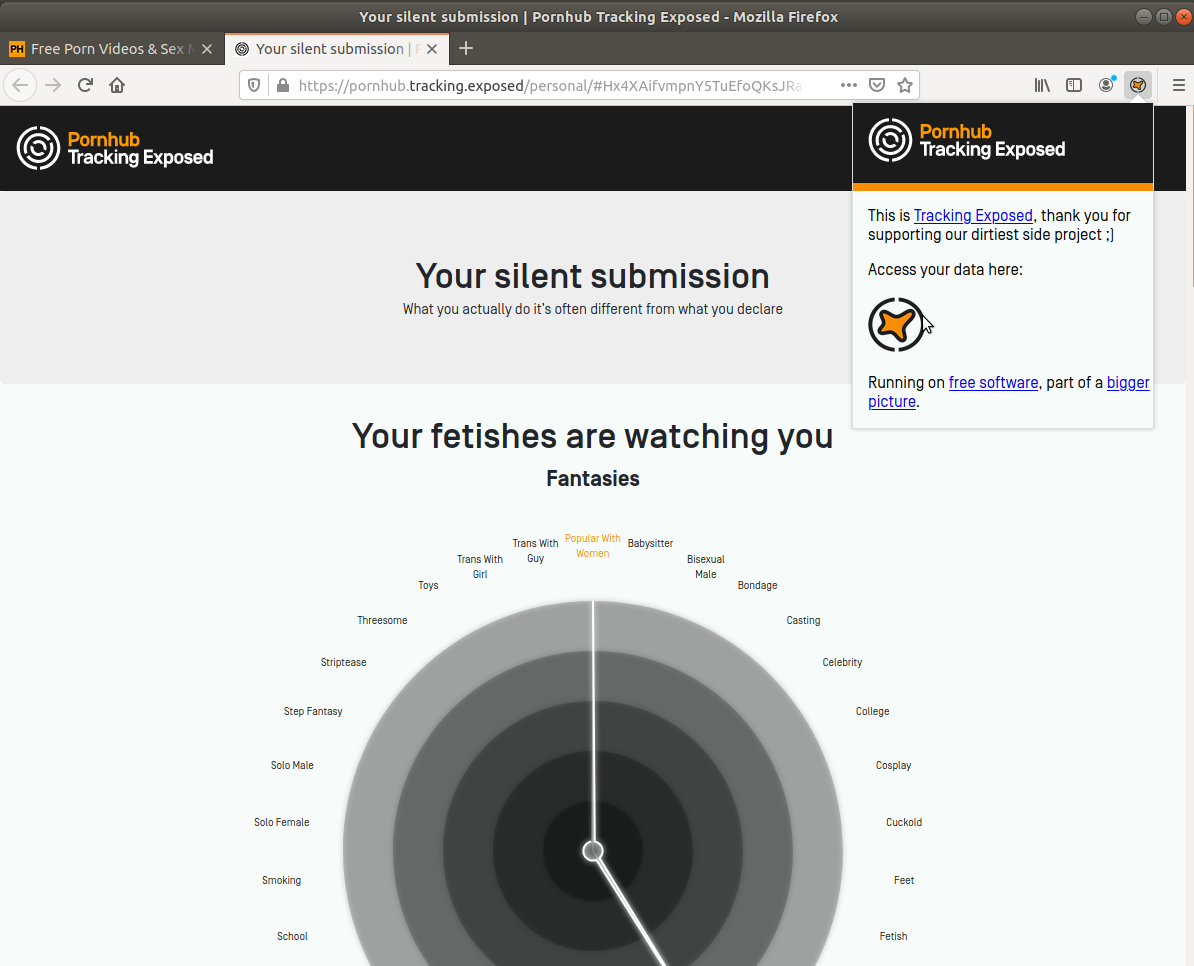 Your silent submission | Pornhub Tracking Exposed - Mozilla Firefox
PH Free Porn Videos & Sex M
Your silent submission | P
https://pornhub.tracking.exposed/personal/#Hx4XAifvmpnY5TuEfoQKsJRa
Pornhub
Tracking Exposed
Pornhub
Tracking Exposed
This is Tracking Exposed, thank you for
supporting our dirtiest side project ;)
Access your data here:
Running on free software, part of a bigger
picture.
Your silent submission
What you actually do it's often different from what you declare
Your fetishes are watching you
Fantasies
Popular With
Women
Babysitter
Bisexual
Male
Bondage
Casting
Celebrity
College
Cosplay
Cuckold
Feet
Fetish
Trans With
Guy
Trans With
Girl
Toys
Threesome
Striptease
Step Fantasy
Solo Male
Solo Female
Smoking
School